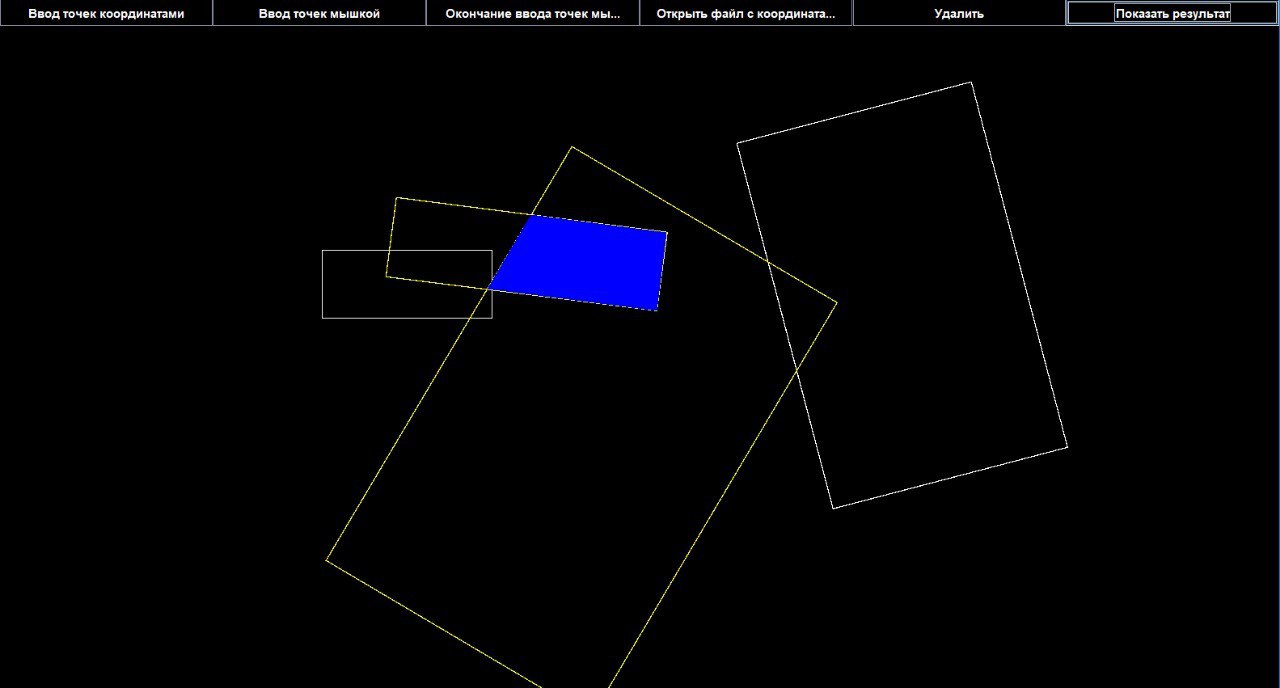 Ввод точек координатами
Ввод точек мышкой
Окончание ввода точек мы...
Открыть файл с координата...
Удалить
Показать результат